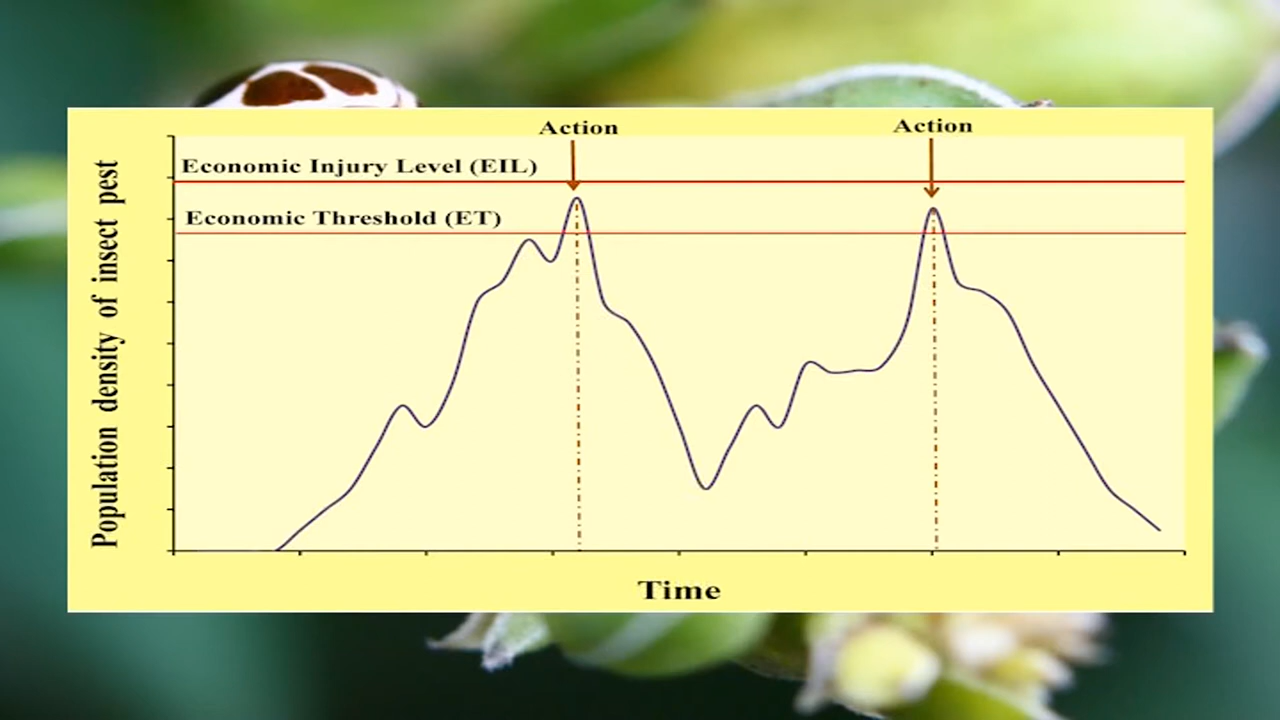 Action
Action
Economic Injury Level (EIL)
Economic Threshold (ET)
Population density of insect pest
Time